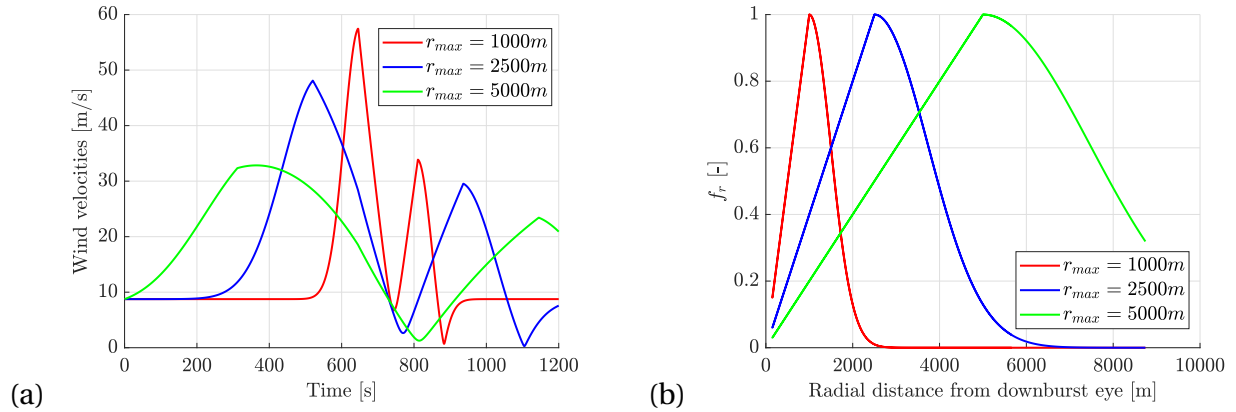 60
50
40
30
20
10
0
0 200 400 600 800 1000 1200
Wind velocities [m/s]
Time [s]
r_max = 1000m
r_max = 2500m
r_max = 5000m
(a)
1
0.8
0.6
0.4
0.2
0
0 2000 4000 6000 8000 10000
f_r [-]
Radial distance from downburst eye [m]
r_max = 1000m
r_max = 2500m
r_max = 5000m
(b)